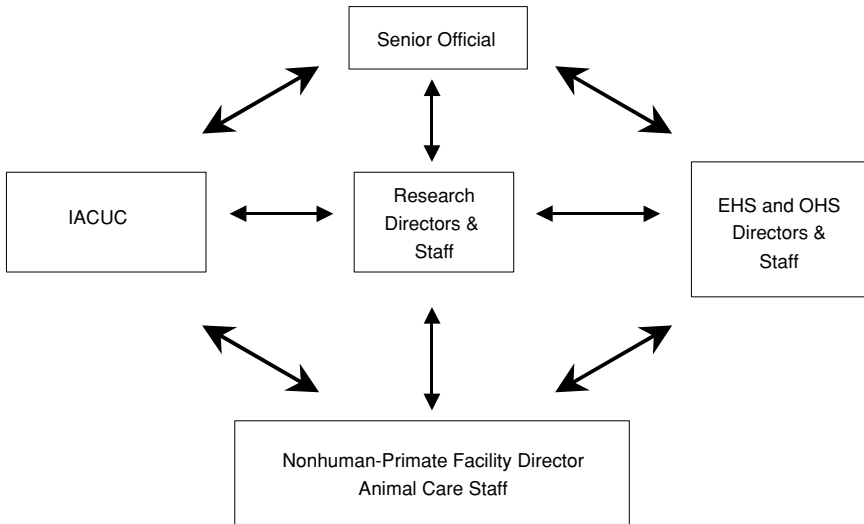 Senior Official
IACUC
Research
Directors &
Staff
EHS and OHS
Directors &
Staff
Nonhuman-Primate Facility Director
Animal Care Staff